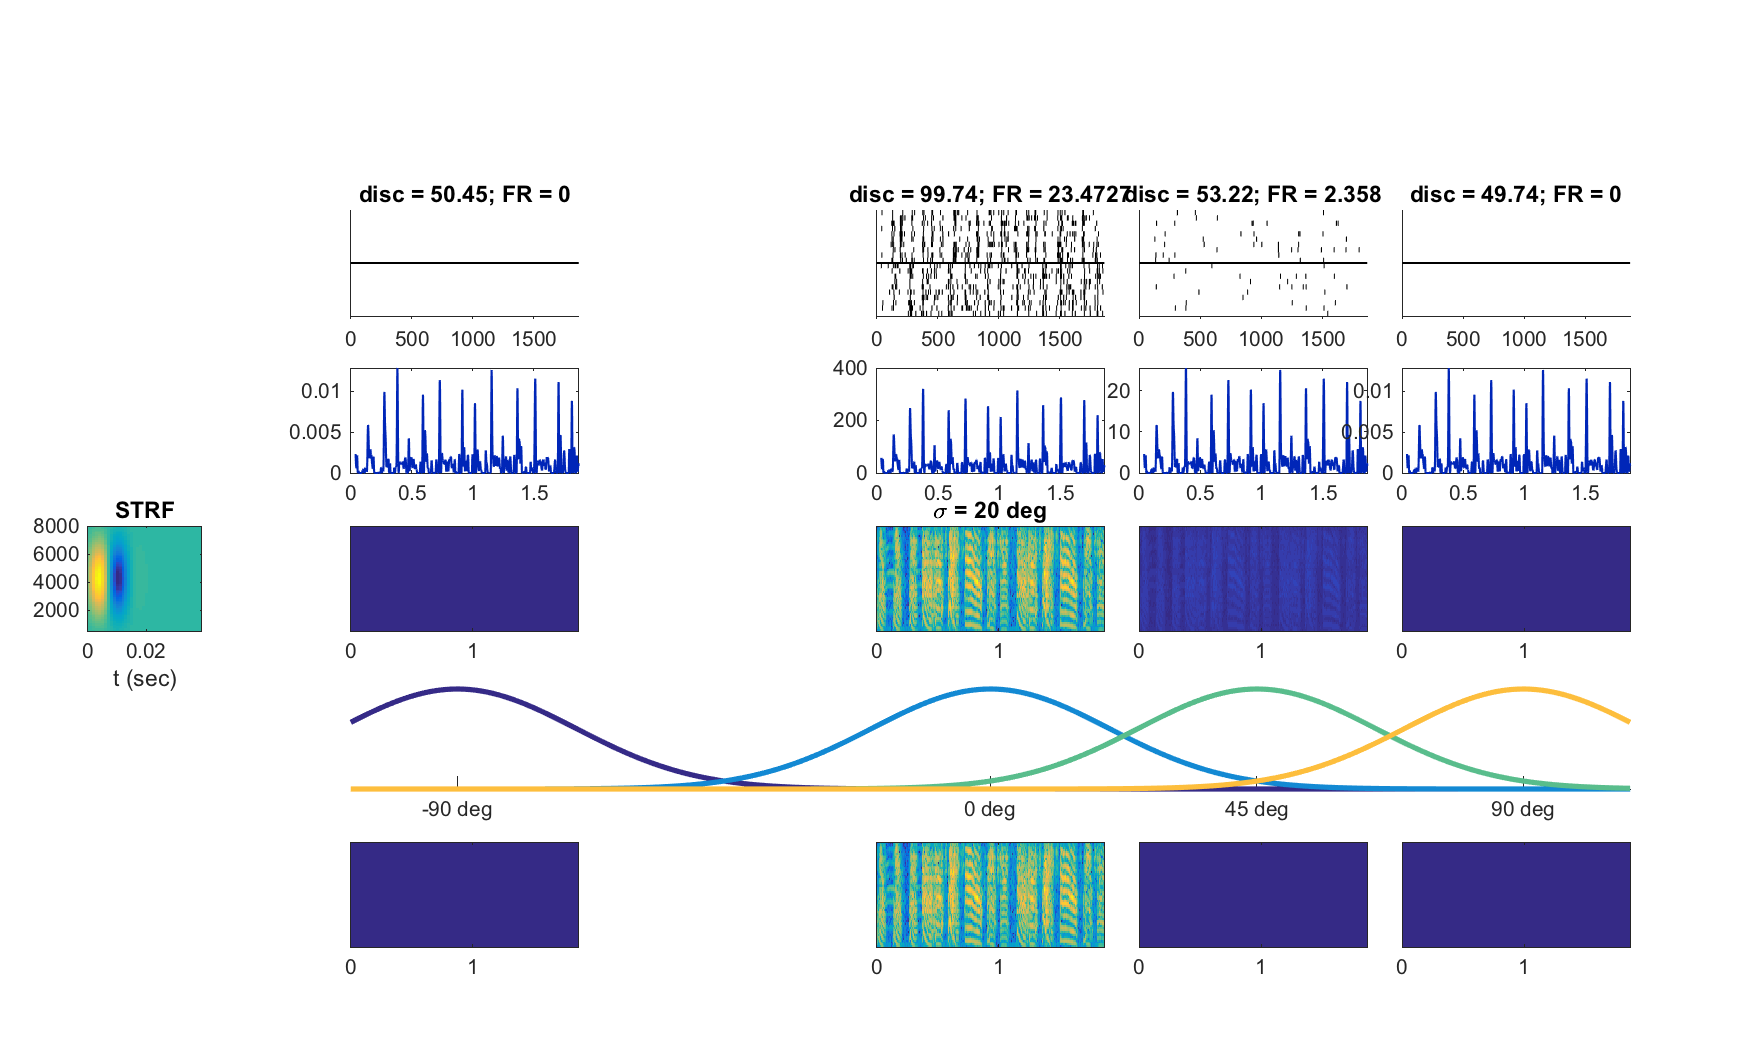 disc = 50.45; FR = 0
disc = 99.74; FR = 23.4727
disc = 53.22; FR = 2.358
disc = 49.74; FR = 0
0 500 1000 1500
0 500 1000 1500
0 500 1000 1500
0 500 1000 1500
0.01
0.005
0
0 0.5 1 1.5
400
200
0
0 0.5 1 1.5
20
10
0
0 0.5 1 1.5
0.01
0.005
0
0 0.5 1 1.5
STRF
8000
6000
4000
2000
0 0.02
t (sec)
σ = 20 deg
0 1
0 1
0 1
0 1
-90 deg
0 deg
45 deg
90 deg
0 1
0 1
0 1
0 1